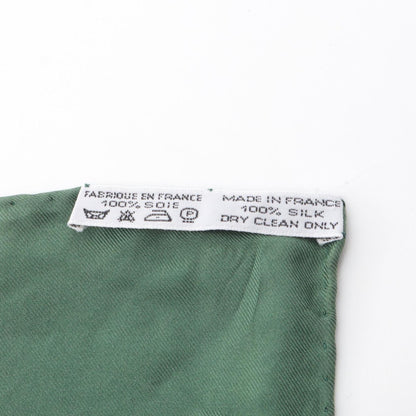 FABRIQUE EN FRANCE
100% SOIE
P
MADE IN FRANCE
100% SILK
DRY CLEAN ONLY